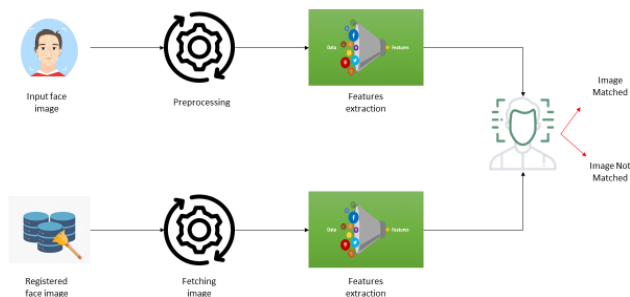 Input face
image
Preprocessing
Data
Features
Features
extraction
Image
Matched
Image Not
Matched
Registered
face image
Fetching
image
Data
Features
Features
extraction